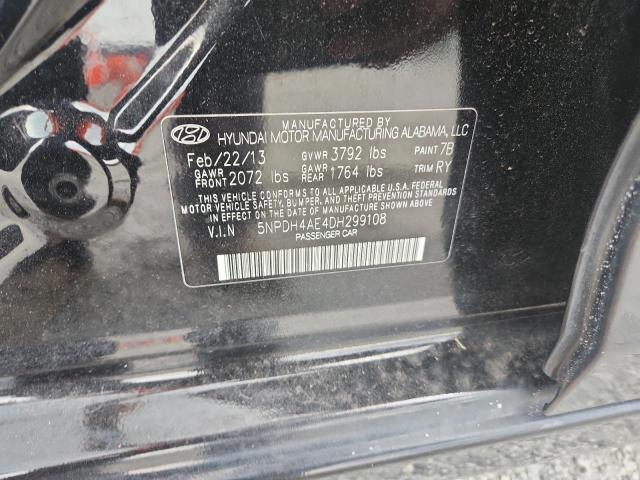 MANUFACTURED BY
HYUNDAI MOTOR MANUFACTURING ALABAMA, LLC
Feb/22/13 GVWR 3792 lbs PAINT 7B
GAWR FRONT 2072 lbs GAWR REAR 1764 lbs TRIM RY
THIS VEHICLE CONFORMS TO ALL APPLICABLE U.S.A. FEDERAL
MOTOR VEHICLE SAFETY, BUMPER, AND THEFT PREVENTION
STANDARDS IN EFFECT ON THE DATE OF MANUFACTURE SHOWN ABOVE.
V.I.N 5NPDH4AE4DH299108
PASSENGER CAR